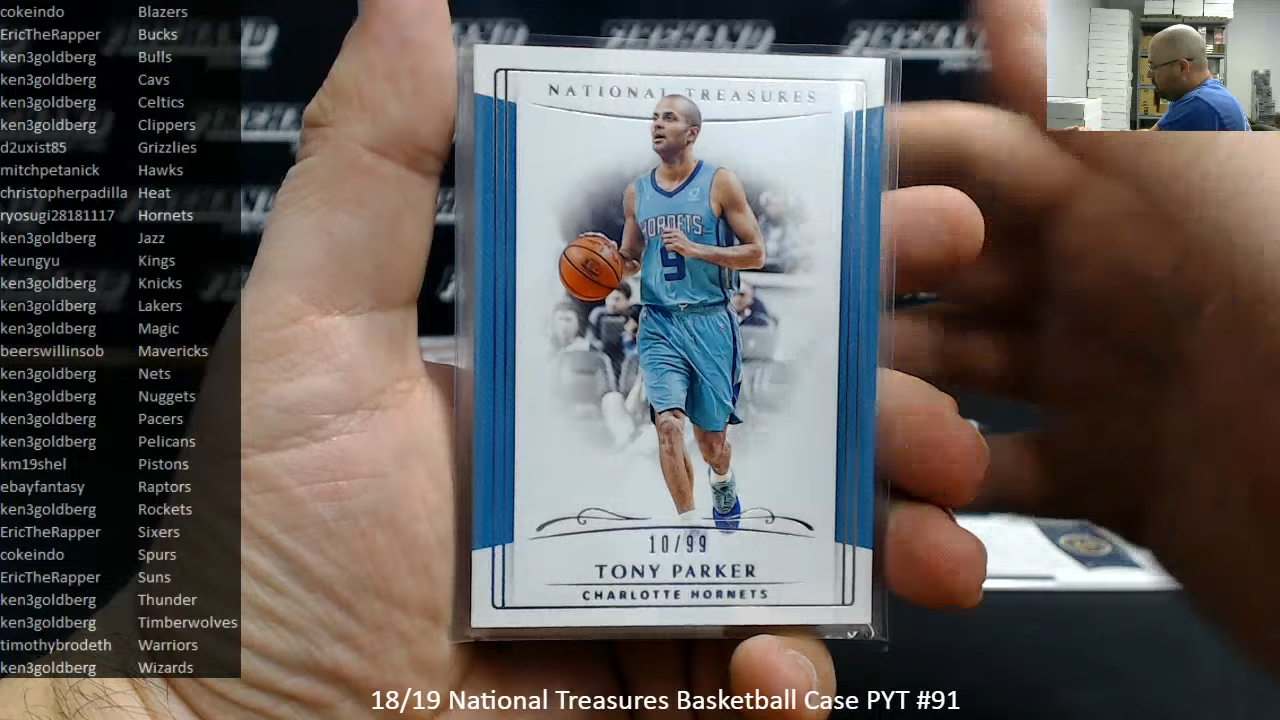 cokeindo Blazers
EricTheRapper Bucks
ken3goldberg Bulls
ken3goldberg Cavs
ken3goldberg Celtics
ken3goldberg Clippers
d2uxist85 Grizzlies
mitchpetanick Hawks
christopherpadilla Heat
ryosugi28181117 Hornets
ken3goldberg Jazz
keungyu Kings
ken3goldberg Knicks
ken3goldberg Lakers
ken3goldberg Magic
beerswillinsob Mavericks
ken3goldberg Nets
ken3goldberg Nuggets
ken3goldberg Pacers
ken3goldberg Pelicans
km19shel Pistons
ebayfantasy Raptors
ken3goldberg Rockets
EricTheRapper Sixers
cokeindo Spurs
EricTheRapper Suns
ken3goldberg Thunder
ken3goldberg Timberwolves
timothybrodeth Warriors
ken3goldberg Wizards
NATIONAL TREASURES
HORNETS
9
10/99
TONY PARKER
CHARLOTTE HORNETS
18/19 National Treasures Basketball Case PYT #91